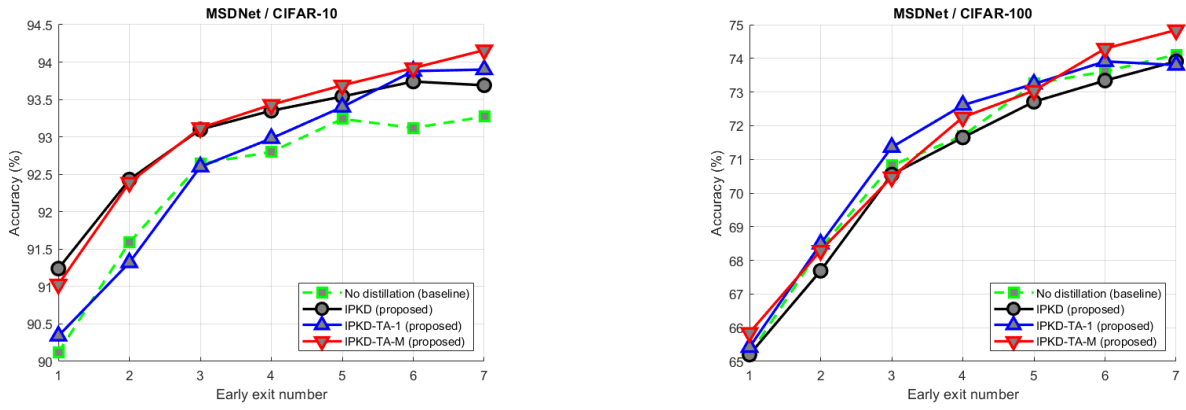 MSDNet / CIFAR-10
94.5
94
93.5
93
92.5
92
91.5
91
90.5
90
Accuracy (%)
No distillation (baseline)
IPKD (proposed)
IPKD-TA-1 (proposed)
IPKD-TA-M (proposed)
1 2 3 4 5 6 7
Early exit number
MSDNet / CIFAR-100
75
74
73
72
71
70
69
68
67
66
65
Accuracy (%)
No distillation (baseline)
IPKD (proposed)
IPKD-TA-1 (proposed)
IPKD-TA-M (proposed)
1 2 3 4 5 6 7
Early exit number